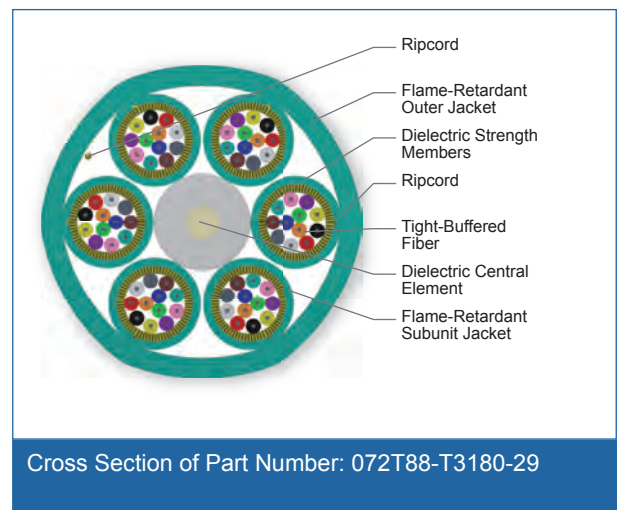 Ripcord
Flame-Retardant
Outer Jacket
Dielectric Strength
Members
Ripcord
Tight-Buffered
Fiber
Dielectric Central
Element
Flame-Retardant
Subunit Jacket
Cross Section of Part Number: 072T88-T3180-29